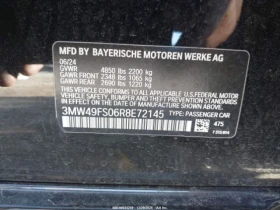 MFD BY BAYERISCHE MOTOREN WERKE AG
06/24
GVWR 4850 lbs 2200 kg
GAWR FRONT 2348 lbs 1065 kg
GAWR REAR 2690 lbs 1220 kg
THIS VEHICLE CONFORMS TO ALL APPLICABLE
U.S. FEDERAL MOTOR VEHICLE SAFETY, BUMPER,
AND THEFT PREVENTION STANDARDS IN EFFECT ON
THE DATE OF MANUFACTURE SHOWN ABOVE.
3MW49FS06R8E72145 TYPE: PASSENGER CAR
475